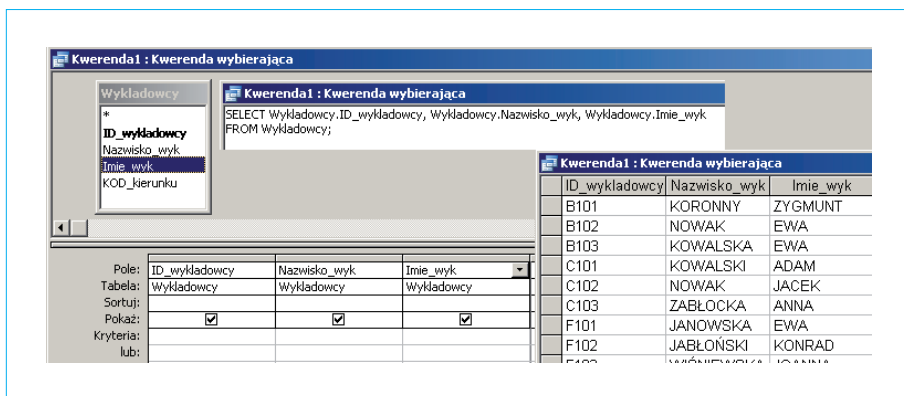 Kwerenda1 : Kwerenda wybierająca
Wykladowcy
*
ID_wykladowcy
Nazwisko_wyk
Imie_wyk
KOD_kierunku
Kwerenda1 : Kwerenda wybierająca
SELECT Wykladowcy.ID_wykladowcy, Wykladowcy.Nazwisko_wyk, Wykladowcy.Imie_wyk
FROM Wykladowcy;
Pole: ID_wykladowcy Nazwisko_wyk Imie_wyk
Tabela: Wykladowcy Wykladowcy Wykladowcy
Sortuj:
Pokaż:
Kryteria:
lub:
Kwerenda1 : Kwerenda wybierająca
ID_wykladowcy Nazwisko_wyk Imie_wyk
B101 KORONNY ZYGMUNT
B102 NOWAK EWA
B103 KOWALSKA EWA
C101 KOWALSKI ADAM
C102 NOWAK JACEK
C103 ZABŁOCKA ANNA
F101 JANOWSKA EWA
F102 JABŁOŃSKI KONRAD